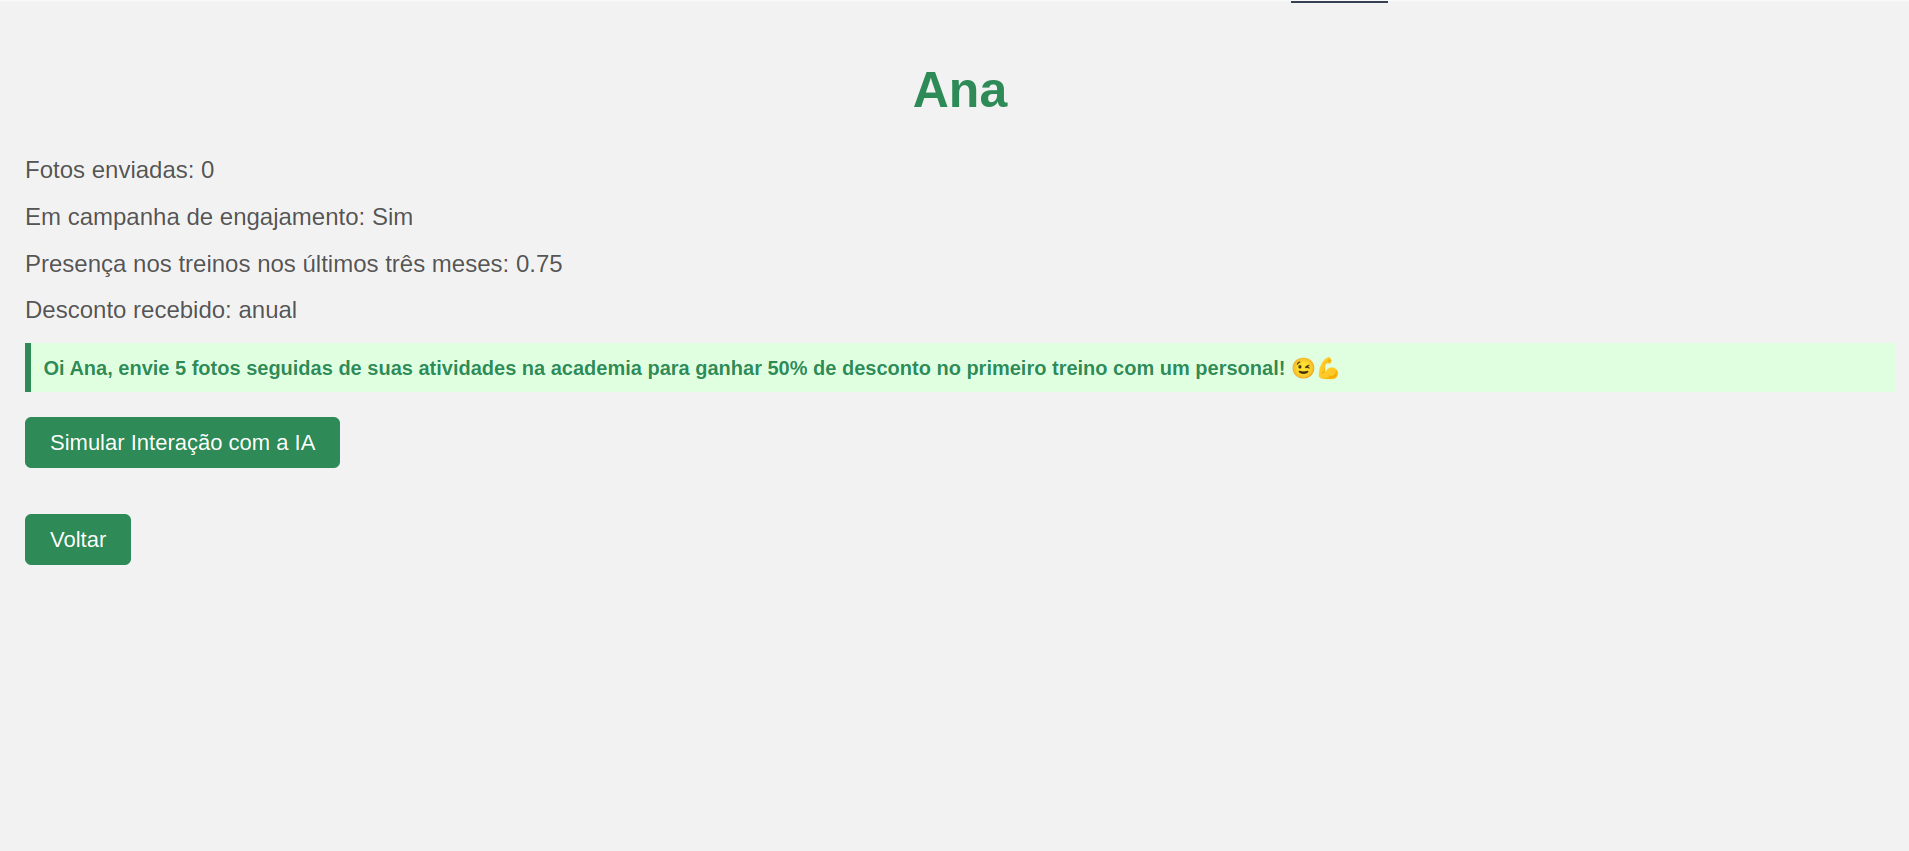 Ana
Fotos enviadas: 0
Em campanha de engajamento: Sim
Presença nos treinos nos últimos três meses: 0.75
Desconto recebido: anual
Oi Ana, envie 5 fotos seguidas de suas atividades na academia para ganhar 50% de desconto no primeiro treino com um personal! 😉💪
Simular Interação com a IA
Voltar